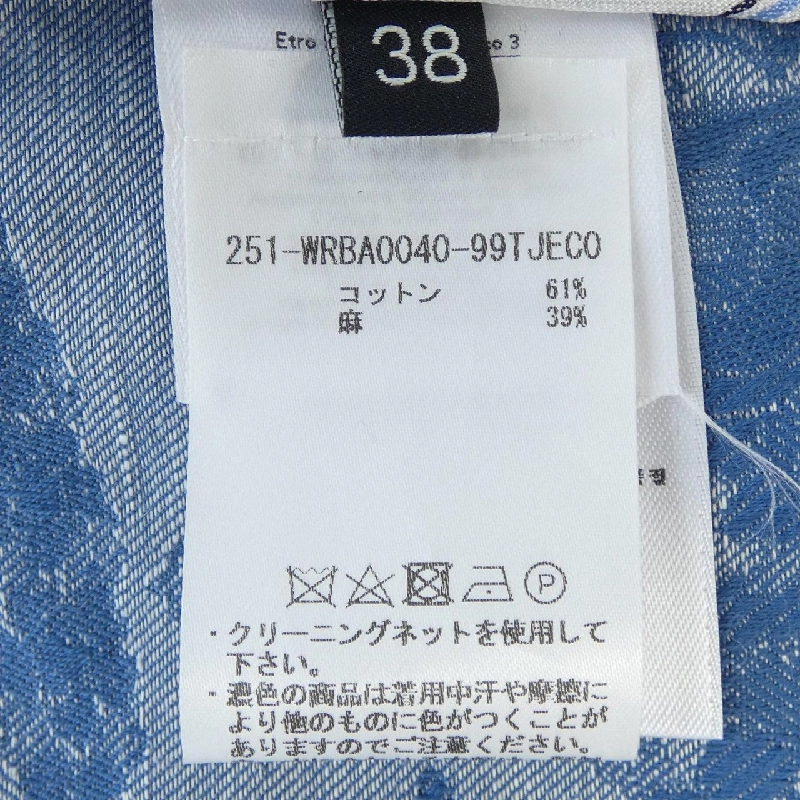 Etro
38
o 3
251-WRBA0040-99TJECO
コットン 61%
麻 39%
P
・クリーニングネットを使用して
下さい。
・濃色の商品は着用中汗や摩擦に
より他のものに色がつくことが
ありますのでご注意ください。